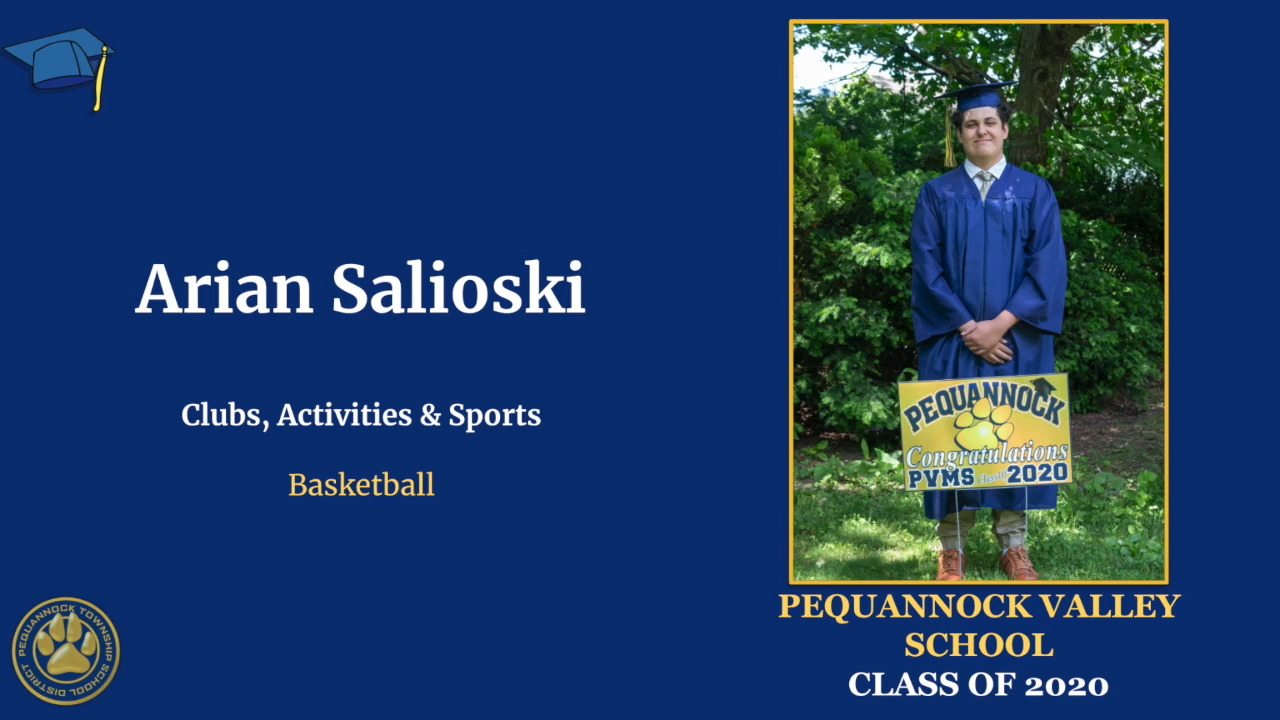 Arian Salioski
Clubs, Activities & Sports
Basketball
PEQUANNOCK
Congratulations
PVMS Class of 2020
PEQUANNOCK VALLEY
SCHOOL
CLASS OF 2020
PEQUANNOCK TOWNSHIP SCHOOL DISTRICT